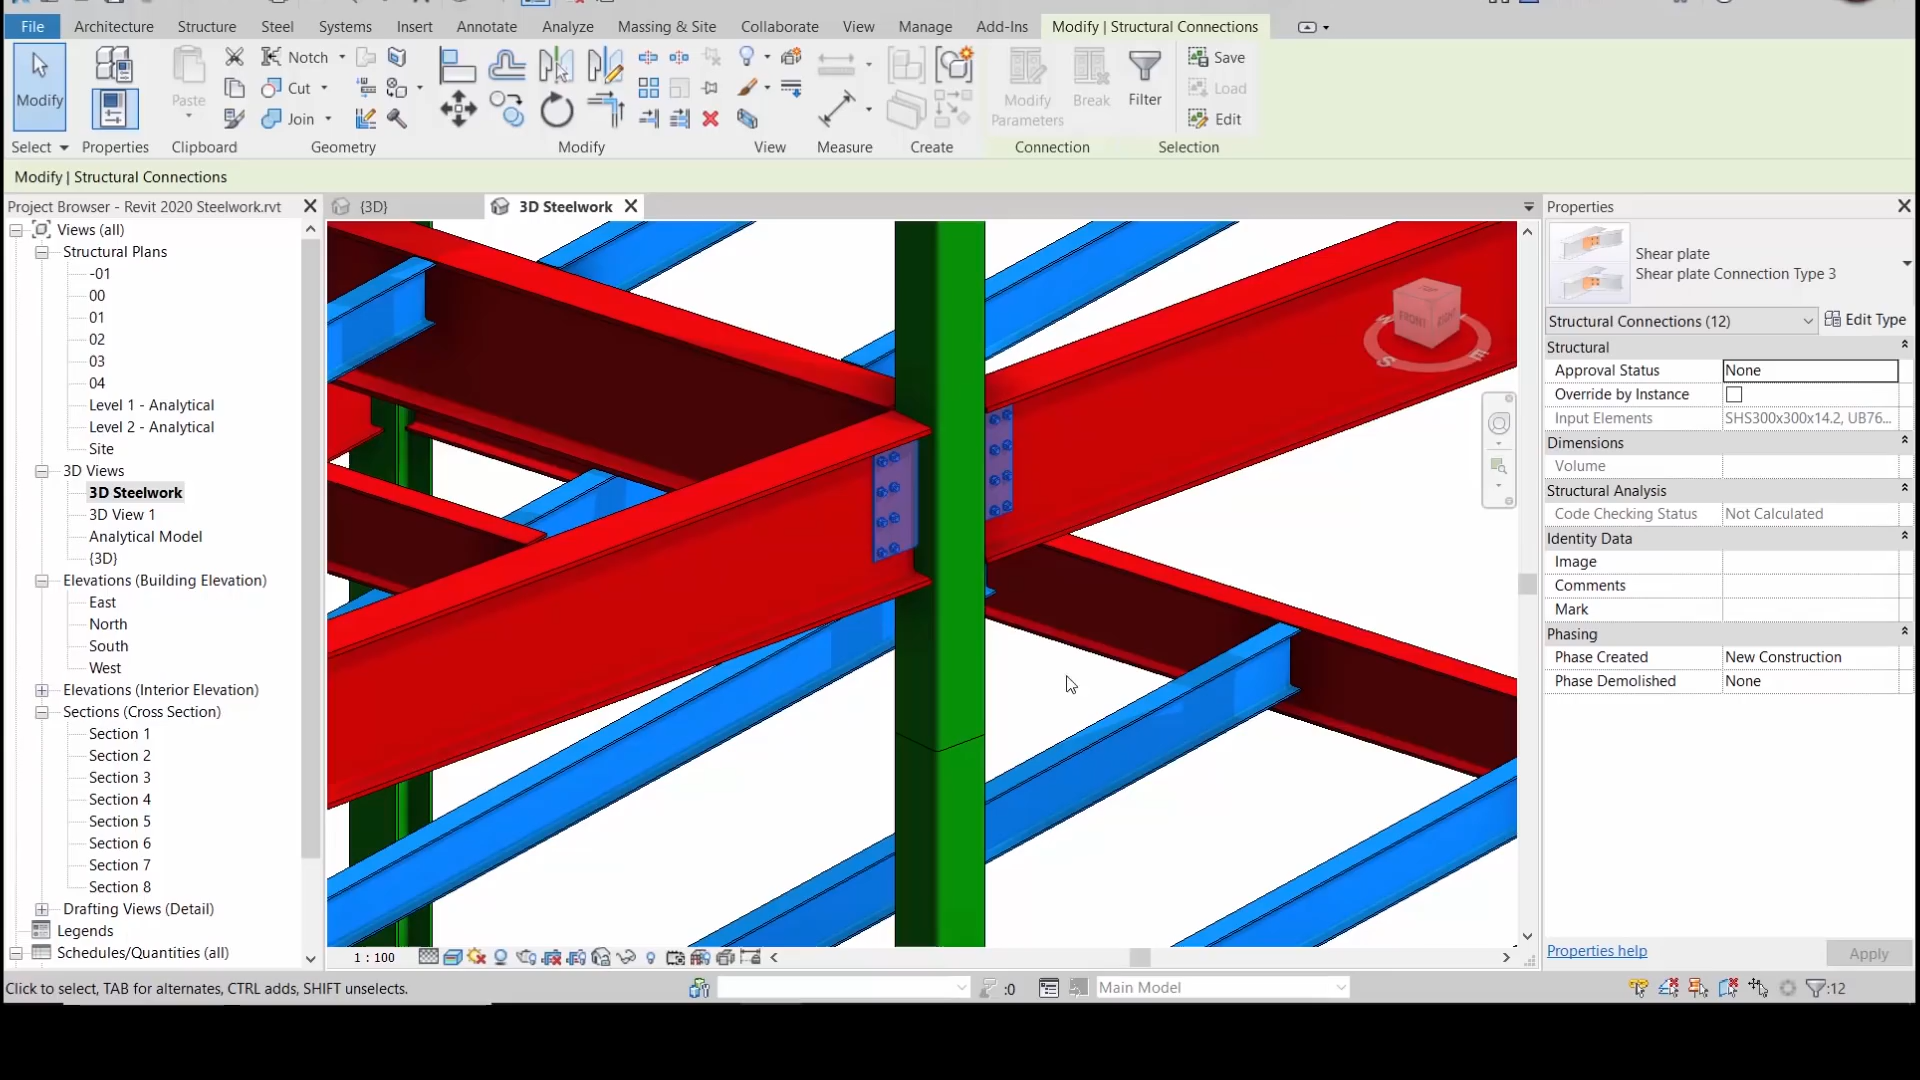 File Architecture Structure Steel Systems Insert Annotate Analyze Massing & Site Collaborate View Manage Add-Ins Modify | Structural Connections
Modify
Paste
Notch
Cut
Join
Modify
Parameters
Break
Filter
Save
Load
Edit
Select Properties Clipboard Geometry Modify View Measure Create Connection Selection
Modify | Structural Connections
Project Browser - Revit 2020 Steelwork.rvt
Views (all)
Structural Plans
-01
00
01
02
03
04
Level 1 - Analytical
Level 2 - Analytical
Site
3D Views
3D Steelwork
3D View 1
Analytical Model
{3D}
Elevations (Building Elevation)
East
North
South
West
Elevations (Interior Elevation)
Sections (Cross Section)
Section 1
Section 2
Section 3
Section 4
Section 5
Section 6
Section 7
Section 8
Drafting Views (Detail)
Legends
Schedules/Quantities (all)
{3D}
3D Steelwork
FRONT
S
E
1 : 100
Properties
Shear plate
Shear plate Connection Type 3
Structural Connections (12)
Edit Type
Structural
Approval Status None
Override by Instance
Input Elements SHS300x300x14.2, UB76...
Dimensions
Volume
Structural Analysis
Code Checking Status Not Calculated
Identity Data
Image
Comments
Mark
Phasing
Phase Created New Construction
Phase Demolished None
Properties help
Apply
Click to select, TAB for alternates, CTRL adds, SHIFT unselects.
:0
Main Model
:12